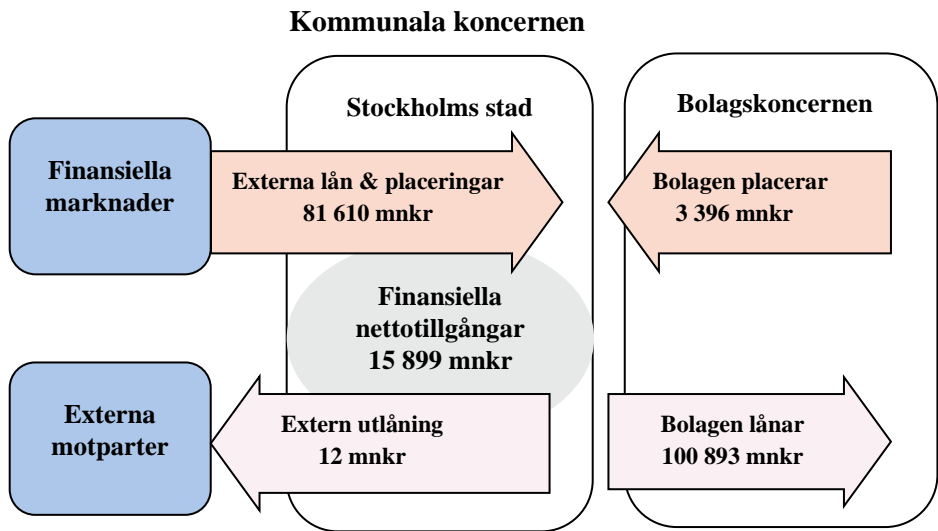 Kommunala koncernen
Stockholms stad
Bolagskoncernen
Finansiella
marknader
Externa lån & placeringar
81 610 mnkr
Bolagen placerar
3 396 mnkr
Finansiella
nettotillgångar
15 899 mnkr
Externa
motparter
Extern utlåning
12 mnkr
Bolagen lånar
100 893 mnkr